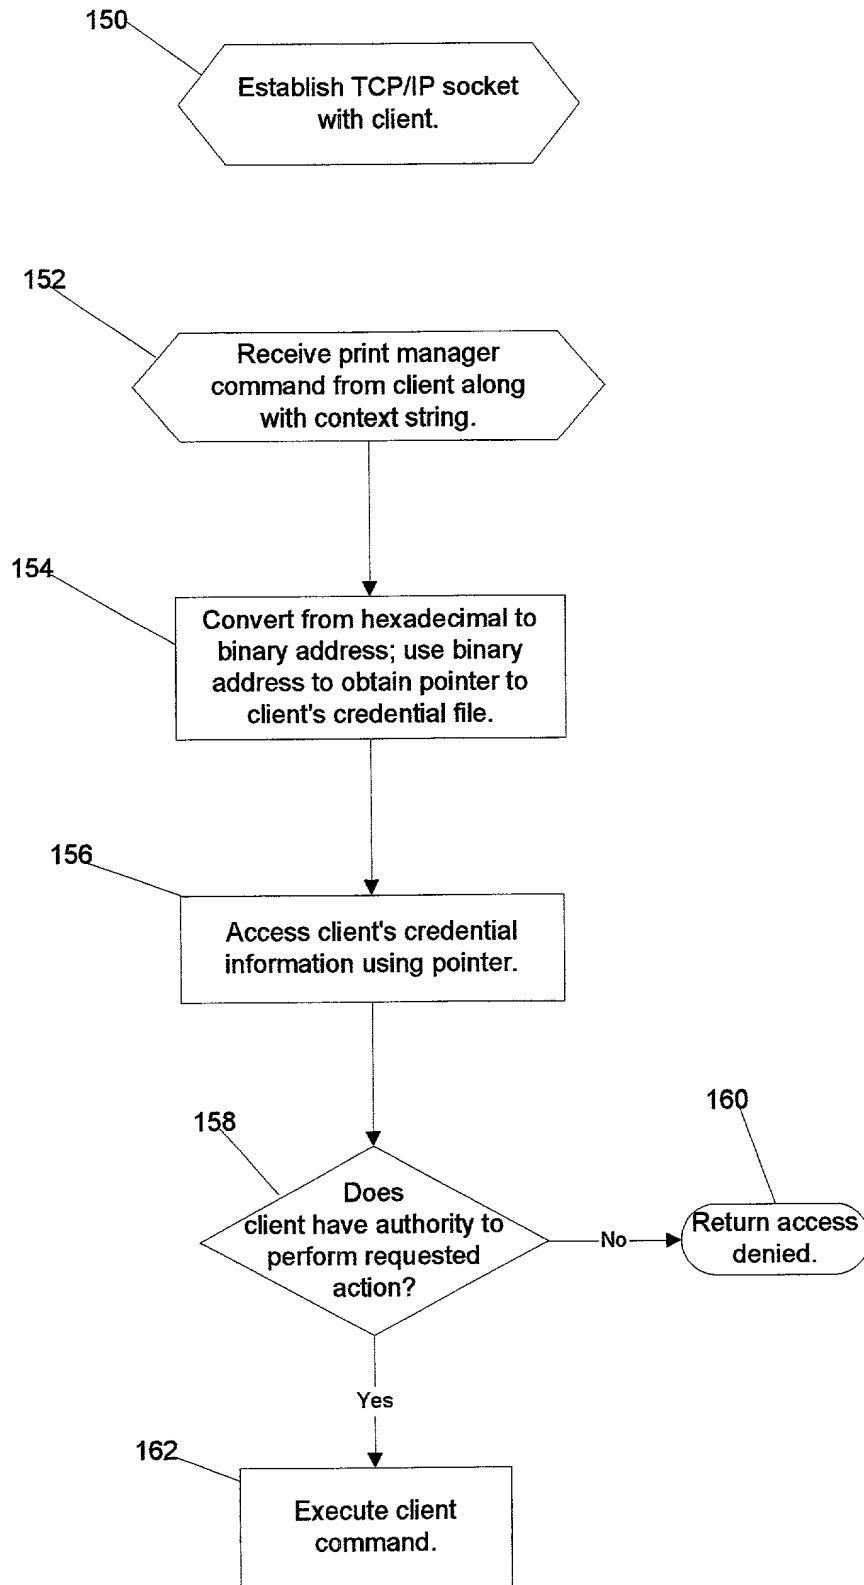 150
Establish TCP/IP socket
with client.
152
Receive print manager
command from client along
with context string.
154
Convert from hexadecimal to
binary address; use binary
address to obtain pointer to
client's credential file.
156
Access client's credential
information using pointer.
158
Does
client have authority to
perform requested
action?
No
160
Return access
denied.
Yes
162
Execute client
command.